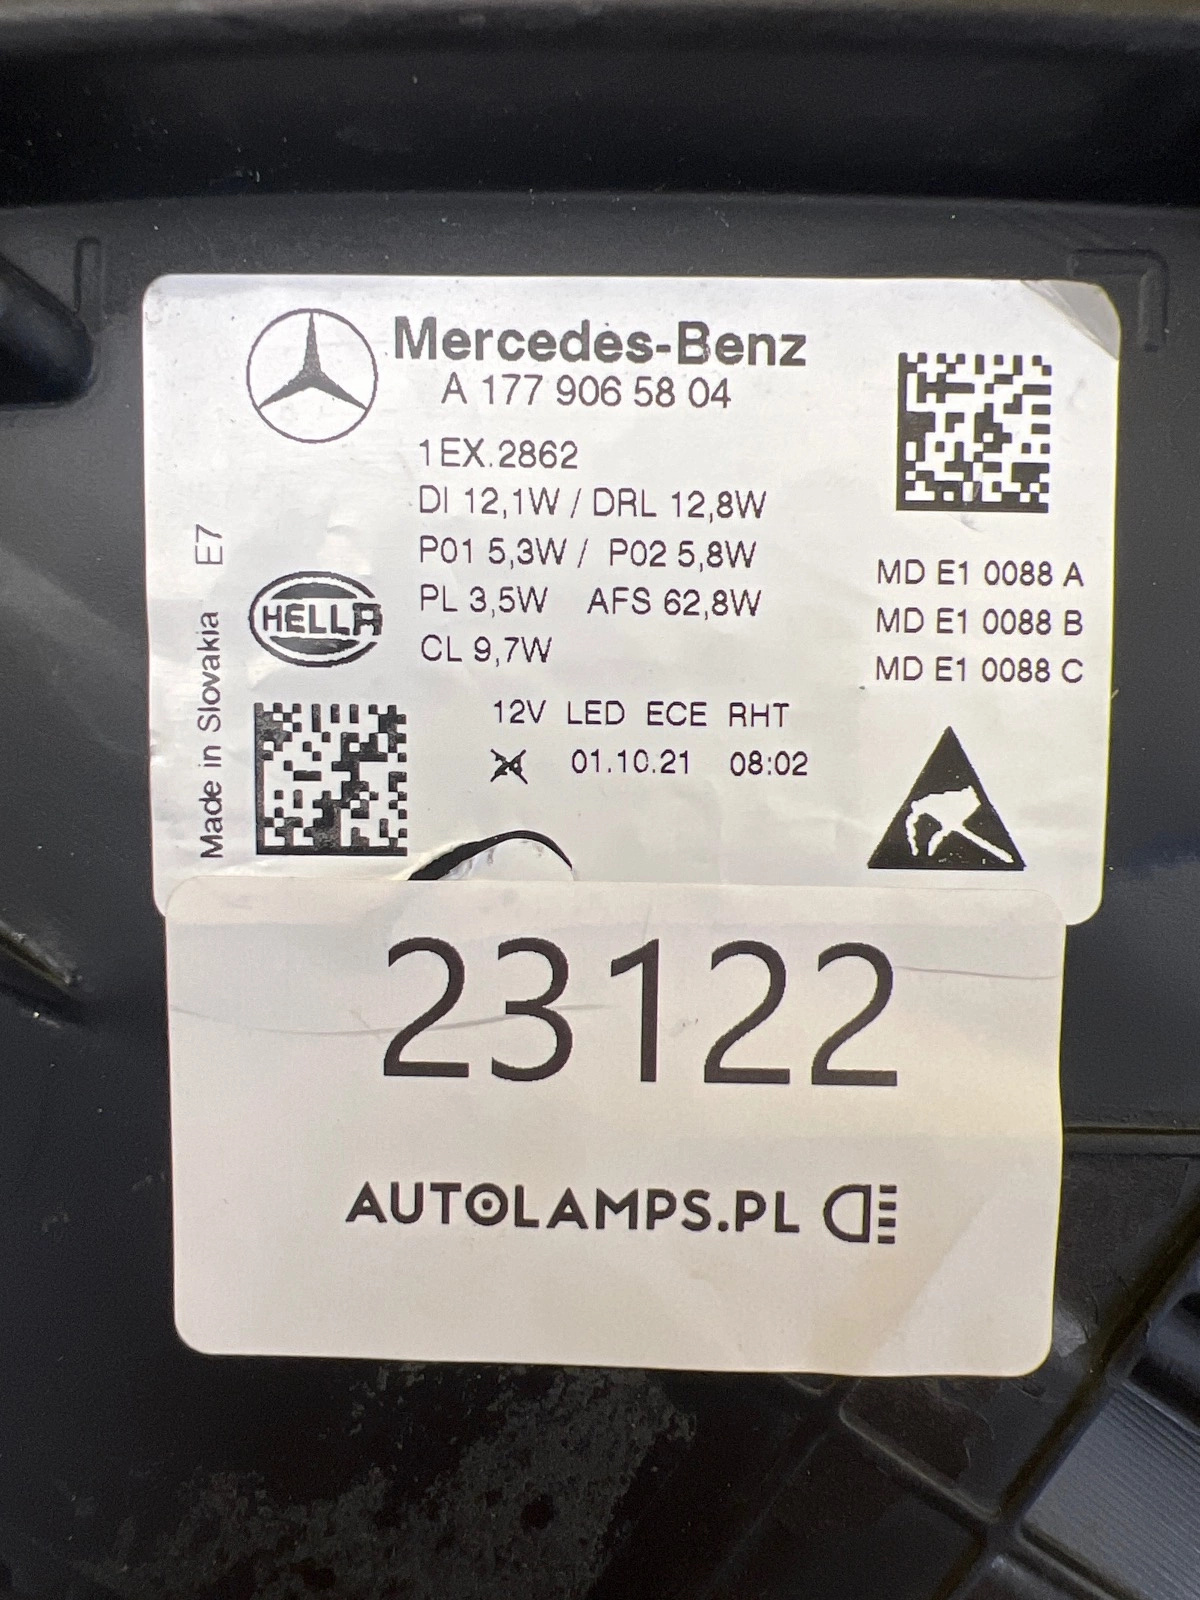 Mercedes-Benz
A 177 906 58 04
1EX.2862
DI 12,1W / DRL 12,8W
P01 5,3W / P02 5,8W
PL 3,5W AFS 62,8W
CL 9,7W
12V LED ECE RHT
01.10.21 08:02
MD E1 0088 A
MD E1 0088 B
MD E1 0088 C
HELLA
Made in Slovakia E7
23122
AUTOLAMPS.PL